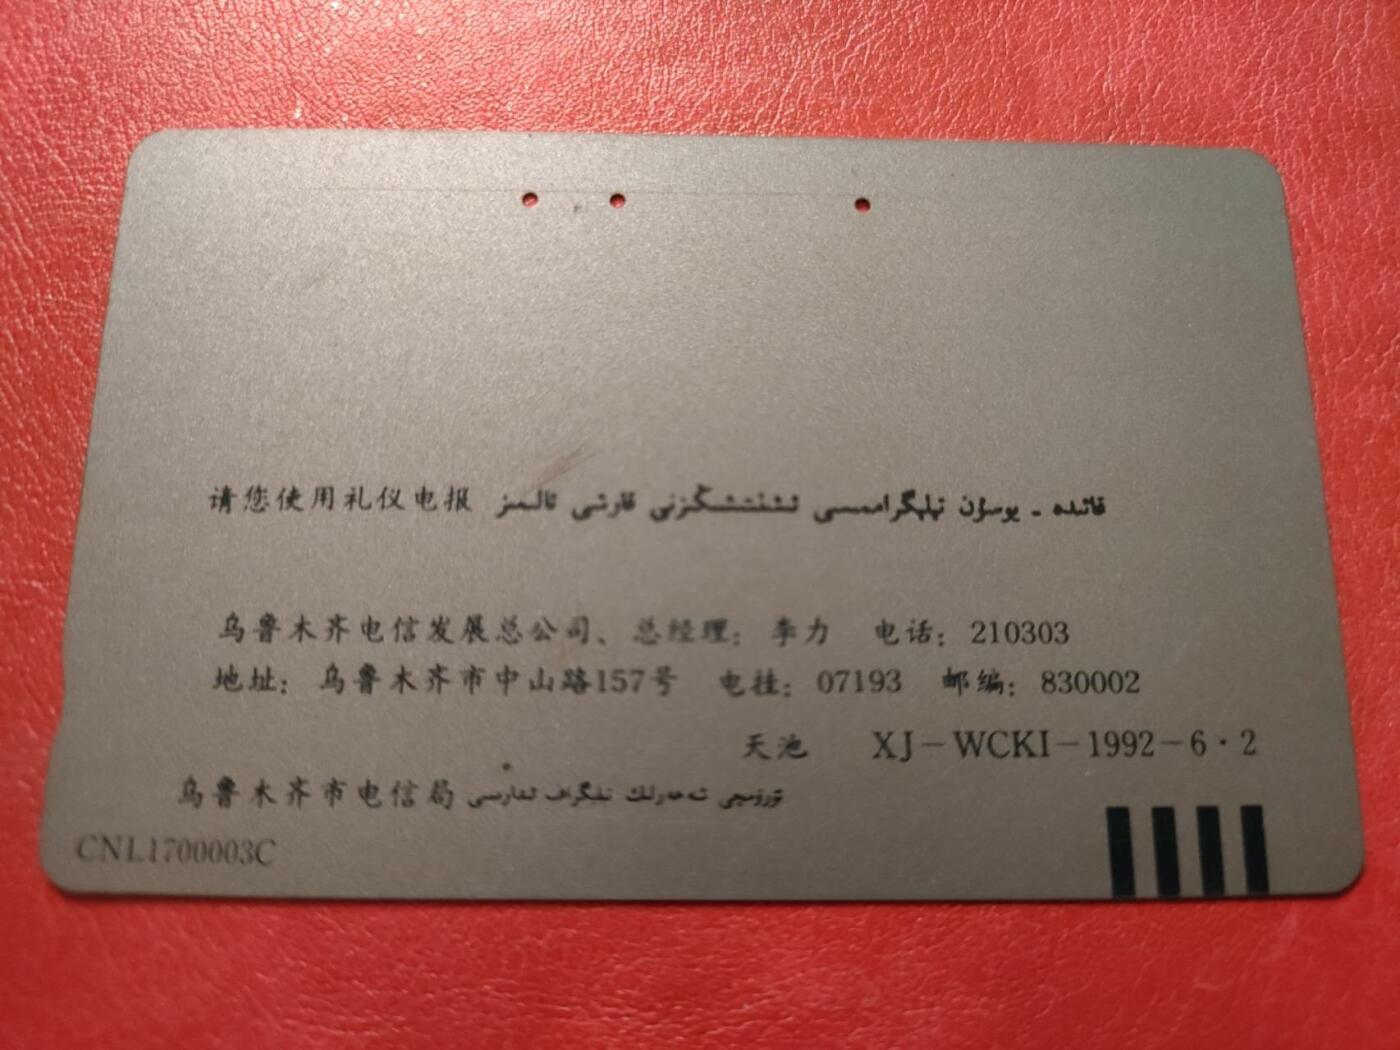 请您使用礼仪电报 قائىدە - يوسۇن تېلېگراممىسى
乌鲁木齐电信发展总公司、总经理：李力 电话：210303
地址：乌鲁木齐市中山路157号 电挂：07193 邮编：830002
天池 XJ-WCKI-1992-6·2
乌鲁木齐市电信局
CNL1700003C